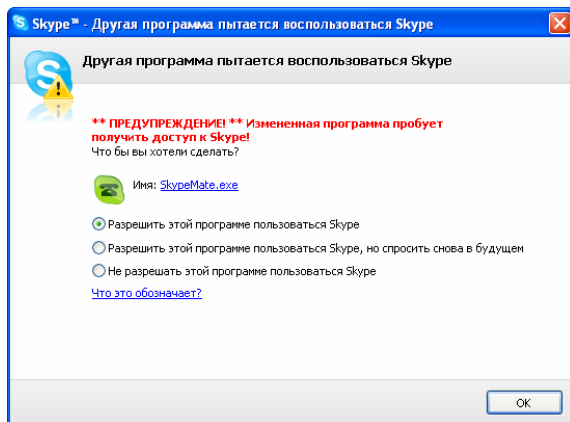 Skype™ - Другая программа пытается воспользоваться Skype
Другая программа пытается воспользоваться Skype
** ПРЕДУПРЕЖДЕНИЕ! ** Измененная программа пробует
получить доступ к Skype!
Что бы вы хотели сделать?
Имя: SkypeMate.exe
Разрешить этой программе пользоваться Skype
Разрешить этой программе пользоваться Skype, но спросить снова в будущем
Не разрешать этой программе пользоваться Skype
Что это обозначает?
OK